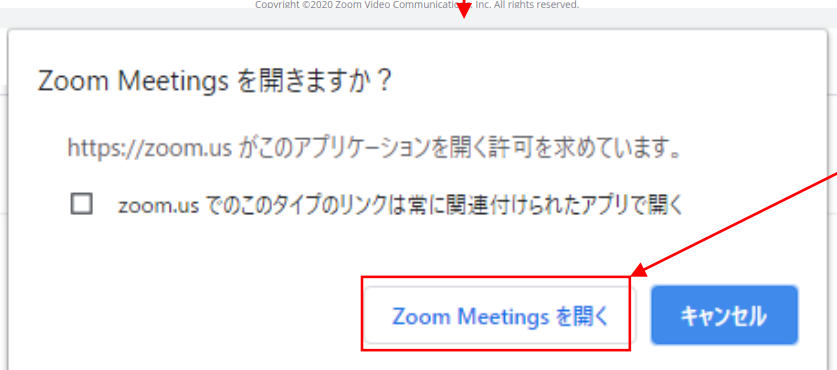 Copyright ©2020 Zoom Video Communications, Inc. All rights reserved.
Zoom Meetings を開きますか？
https://zoom.us がこのアプリケーションを開く許可を求めています。
zoom.us でのこのタイプのリンクは常に関連付けられたアプリで開く
Zoom Meetings を開く
キャンセル